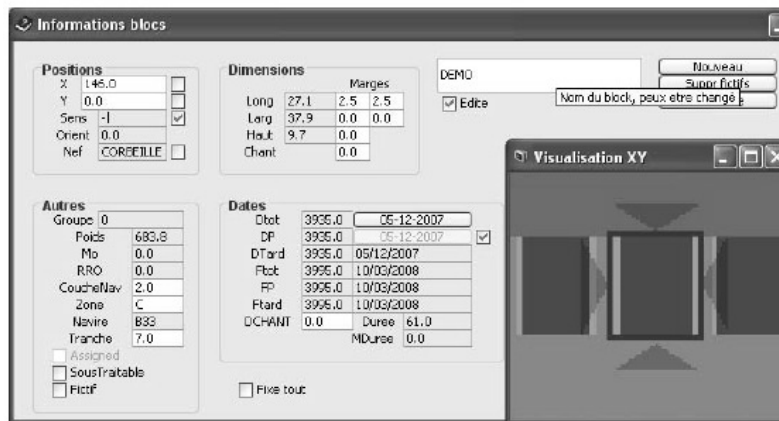 Informations blocs
Positions
X 146.0
Y 0.0
Sens -|
Orient 0.0
Nef CORBEILLE
Dimensions
Marges
Long 27.1 2.5 2.5
Larg 37.9 0.0 0.0
Haut 9.7 0.0
Chant 0.0
DEMO
Edite
Nouveau
Suppr fictifs
Nom du block, peux etre changé
Visualisation XY
Autres
Groupe 0
Poids 683.8
Mo 0.0
RRO 0.0
CoucheNav 2.0
Zone C
Navire B33
Tranche 7.0
Assigned
SousTraitable
Fictif
Dates
Dtot 3935.0 05-12-2007
DP 3935.0 05-12-2007
DTard 3935.0 05/12/2007
Ftot 3995.0 10/03/2008
FP 3995.0 10/03/2008
Ftard 3995.0 10/03/2008
DCHANT 0.0 Duree 61.0
MDuree 0.0
Fixe tout